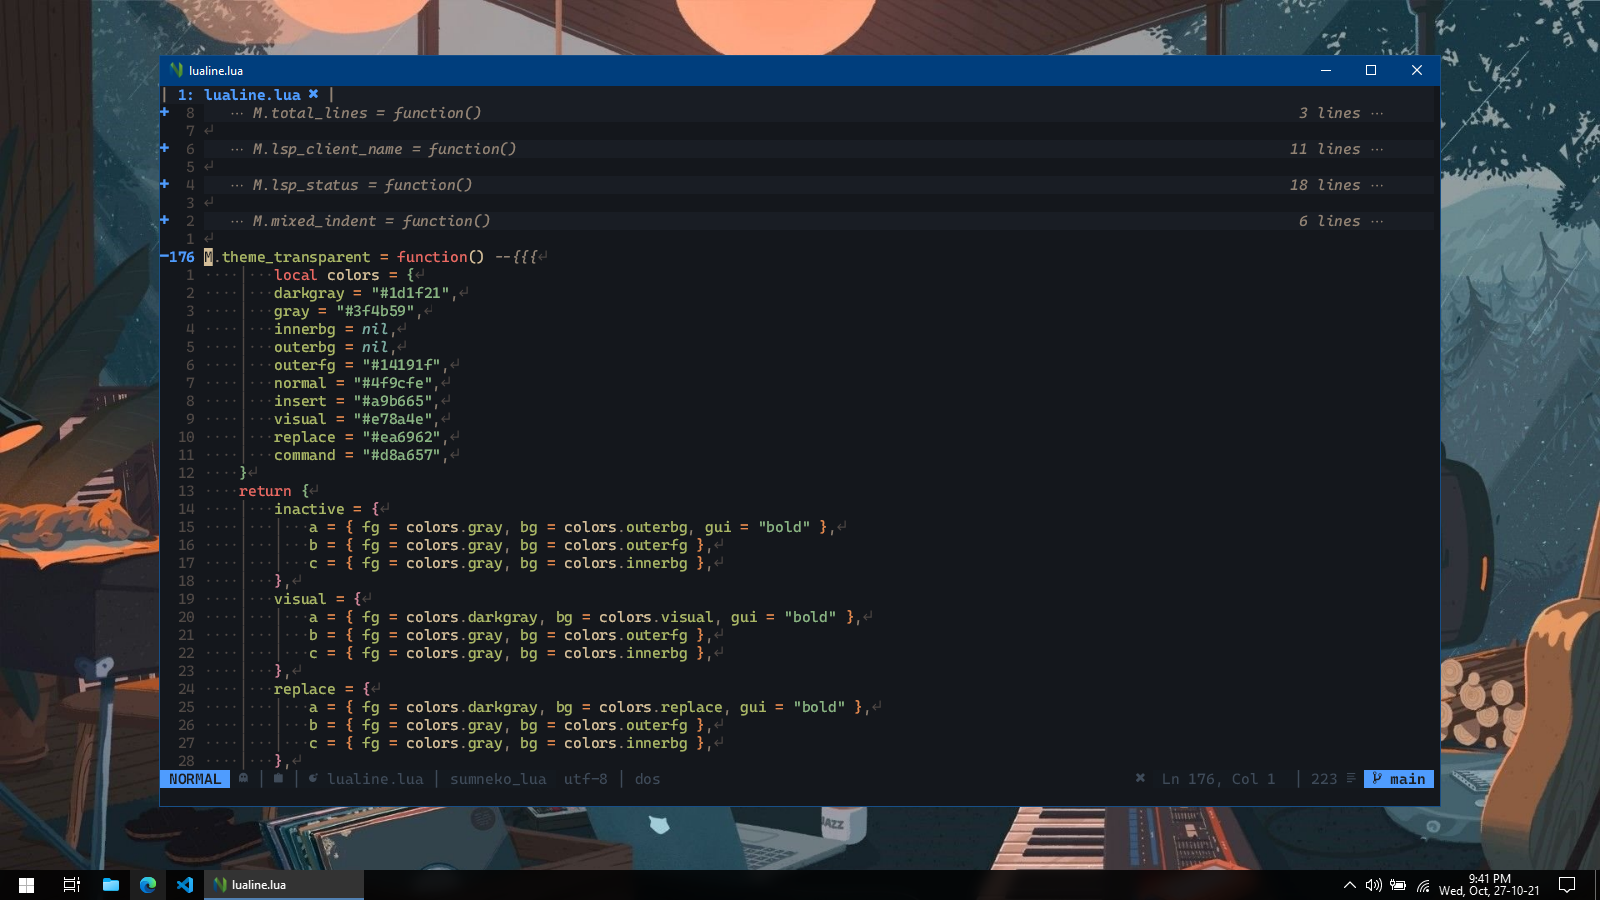 lualine.lua
| 1: lualine.lua ✖ |
+ 8 ··· M.total_lines = function() 3 lines ···
7 ↵
+ 6 ··· M.lsp_client_name = function() 11 lines ···
5 ↵
+ 4 ··· M.lsp_status = function() 18 lines ···
3 ↵
+ 2 ··· M.mixed_indent = function() 6 lines ···
1 ↵
−176 M.theme_transparent = function() --{{{↵
1 ····│···local colors = {↵
2 ····│···darkgray = "#1d1f21",↵
3 ····│···gray = "#3f4b59",↵
4 ····│···innerbg = nil,↵
5 ····│···outerbg = nil,↵
6 ····│···outerfg = "#14191f",↵
7 ····│···normal = "#4f9cfe",↵
8 ····│···insert = "#a9b665",↵
9 ····│···visual = "#e78a4e",↵
10 ····│···replace = "#ea6962",↵
11 ····│···command = "#d8a657",↵
12 ····}↵
13 ····return {↵
14 ····│···inactive = {↵
15 ····│···│···a = { fg = colors.gray, bg = colors.outerbg, gui = "bold" },↵
16 ····│···│···b = { fg = colors.gray, bg = colors.outerfg },↵
17 ····│···│···c = { fg = colors.gray, bg = colors.innerbg },↵
18 ····│···},↵
19 ····│···visual = {↵
20 ····│···│···a = { fg = colors.darkgray, bg = colors.visual, gui = "bold" },↵
21 ····│···│···b = { fg = colors.gray, bg = colors.outerfg },↵
22 ····│···│···c = { fg = colors.gray, bg = colors.innerbg },↵
23 ····│···},↵
24 ····│···replace = {↵
25 ····│···│···a = { fg = colors.darkgray, bg = colors.replace, gui = "bold" },↵
26 ····│···│···b = { fg = colors.gray, bg = colors.outerfg },↵
27 ····│···│···c = { fg = colors.gray, bg = colors.innerbg },↵
28 ····│···},↵
NORMAL | | lualine.lua | sumneko_lua utf-8 | dos ✖ Ln 176, Col 1 | 223 main
JAZZ
lualine.lua
9:41 PM
Wed, Oct, 27-10-21